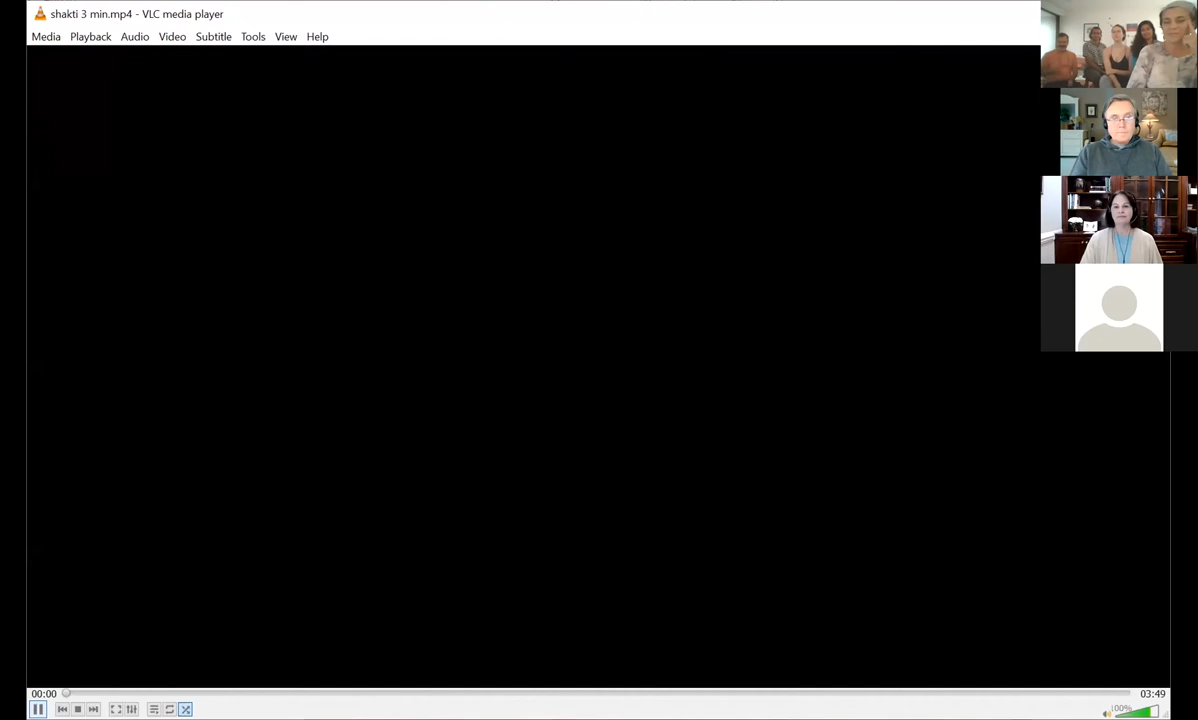 shakti 3 min.mp4 - VLC media player
Media Playback Audio Video Subtitle Tools View Help
00:00 03:49
100%